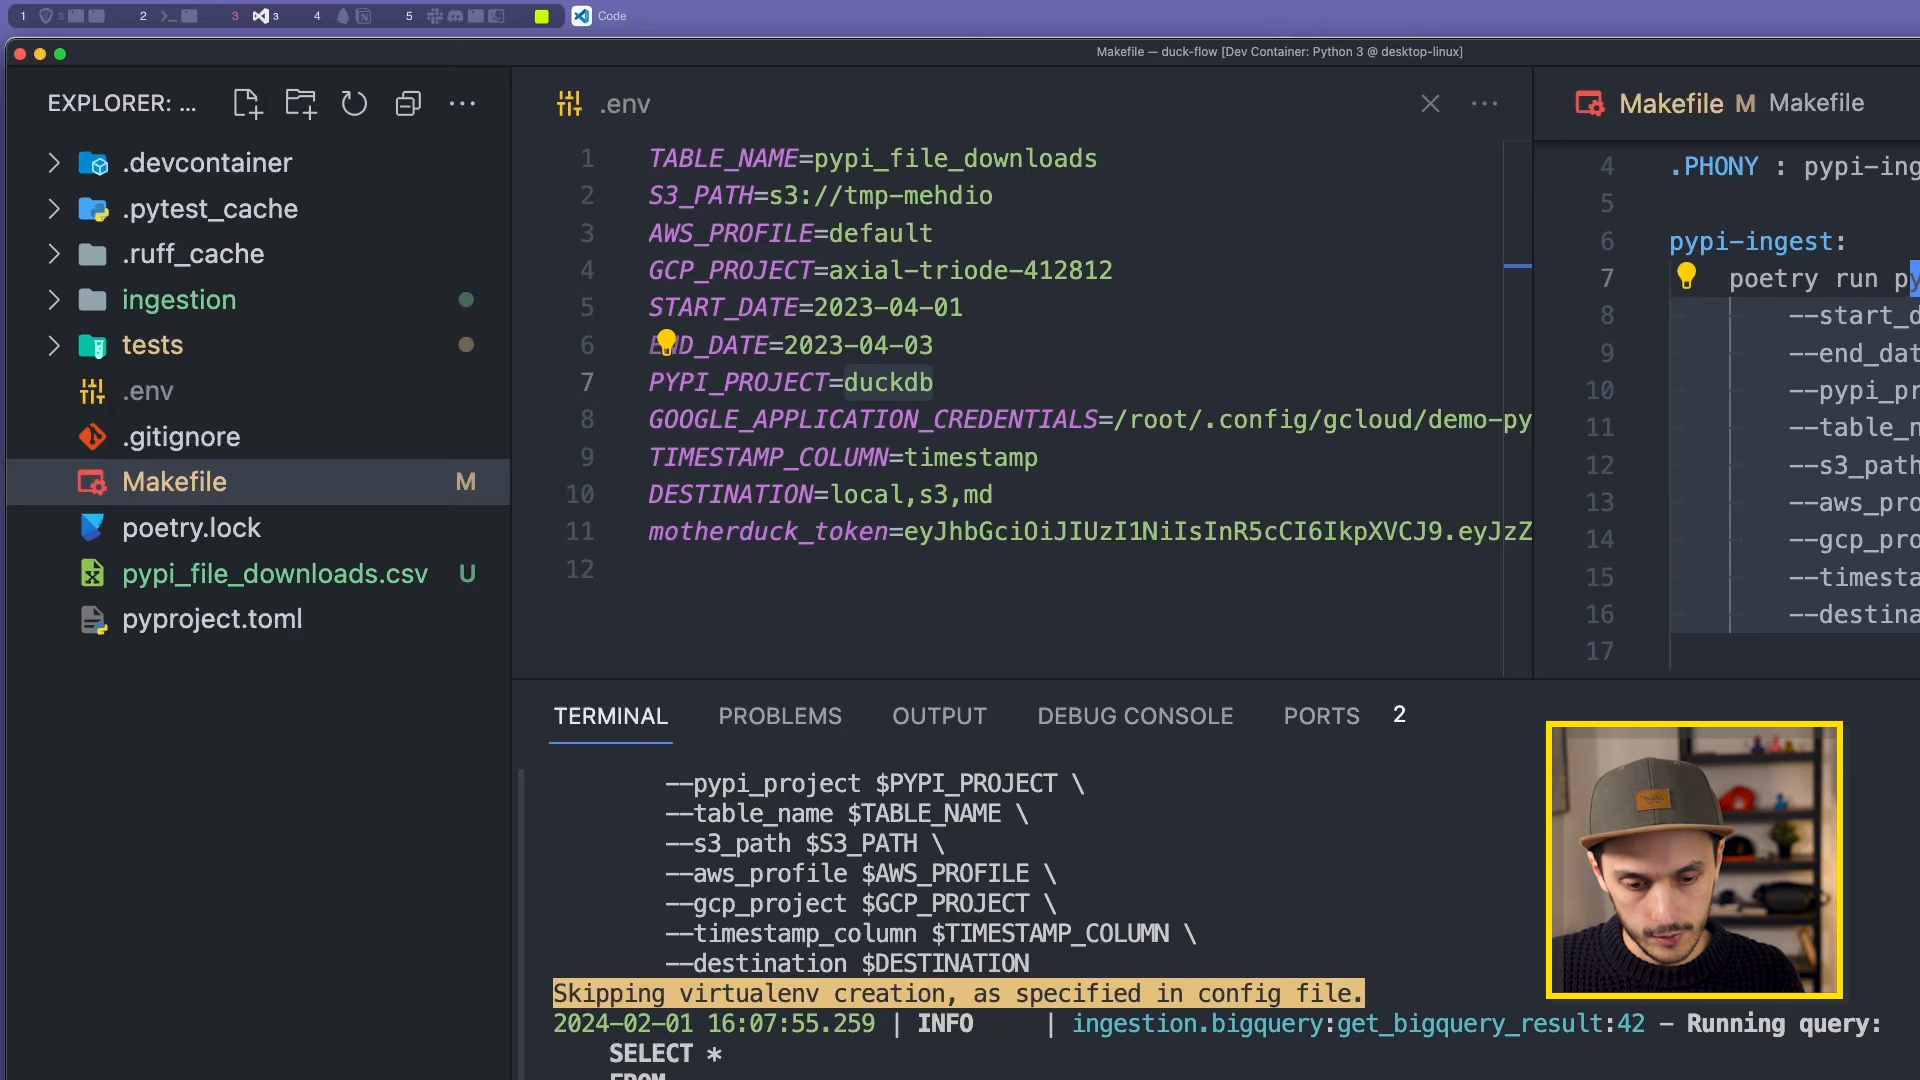 1 3 2 3 3 4 5 Code
Makefile — duck-flow [Dev Container: Python 3 @ desktop-linux]
EXPLORER: ...
.devcontainer
.pytest_cache
.ruff_cache
ingestion
tests
.env
.gitignore
Makefile M
poetry.lock
pypi_file_downloads.csv U
pyproject.toml
.env
1 TABLE_NAME=pypi_file_downloads
2 S3_PATH=s3://tmp-mehdio
3 AWS_PROFILE=default
4 GCP_PROJECT=axial-triode-412812
5 START_DATE=2023-04-01
6 END_DATE=2023-04-03
7 PYPI_PROJECT=duckdb
8 GOOGLE_APPLICATION_CREDENTIALS=/root/.config/gcloud/demo-py
9 TIMESTAMP_COLUMN=timestamp
10 DESTINATION=local,s3,md
11 motherduck_token=eyJhbGciOiJIUzI1NiIsInR5cCI6IkpXVCJ9.eyJzZ
12
Makefile M Makefile
4 .PHONY : pypi-ing
5
6 pypi-ingest:
7 poetry run py
8 --start_d
9 --end_dat
10 --pypi_pr
11 --table_n
12 --s3_path
13 --aws_pro
14 --gcp_pro
15 --timesta
16 --destina
17
TERMINAL PROBLEMS OUTPUT DEBUG CONSOLE PORTS 2
--pypi_project $PYPI_PROJECT \
--table_name $TABLE_NAME \
--s3_path $S3_PATH \
--aws_profile $AWS_PROFILE \
--gcp_project $GCP_PROJECT \
--timestamp_column $TIMESTAMP_COLUMN \
--destination $DESTINATION
Skipping virtualenv creation, as specified in config file.
2024-02-01 16:07:55.259 | INFO | ingestion.bigquery:get_bigquery_result:42 - Running query:
SELECT *
FROM